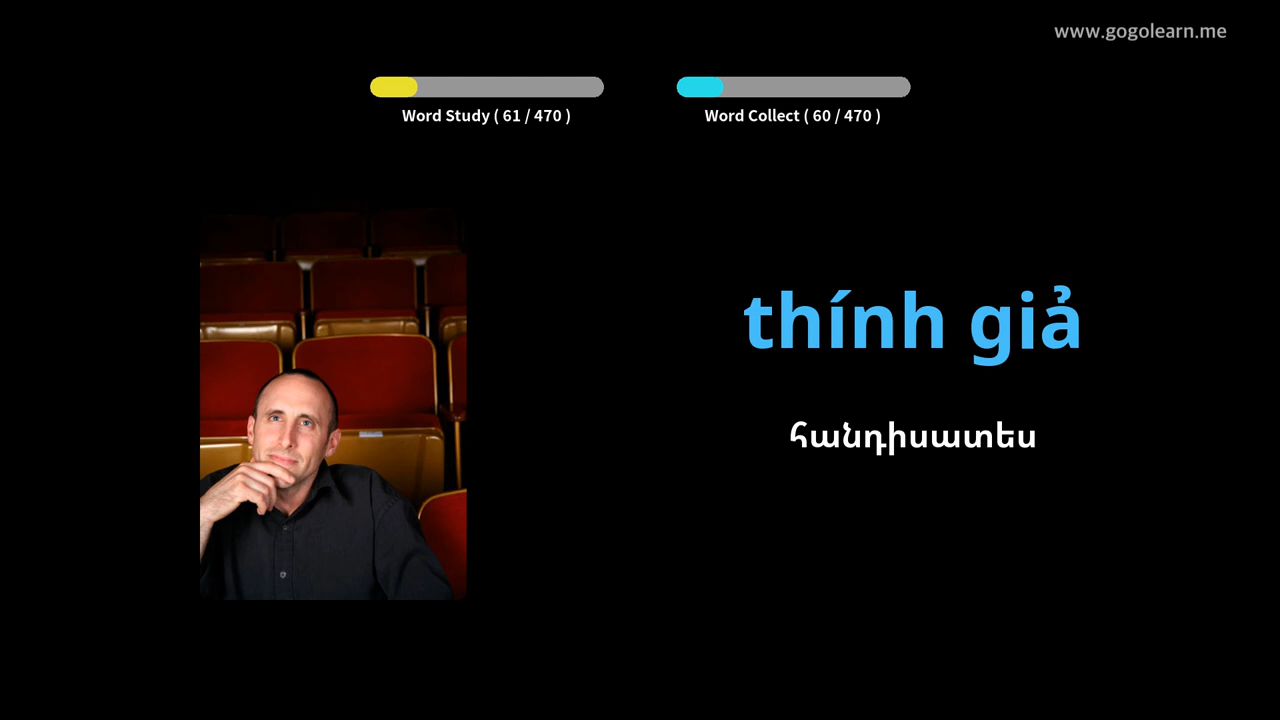 www.gogolearn.me
Word Study ( 61 / 470 )
Word Collect ( 60 / 470 )
thính giả
հանդիսատես